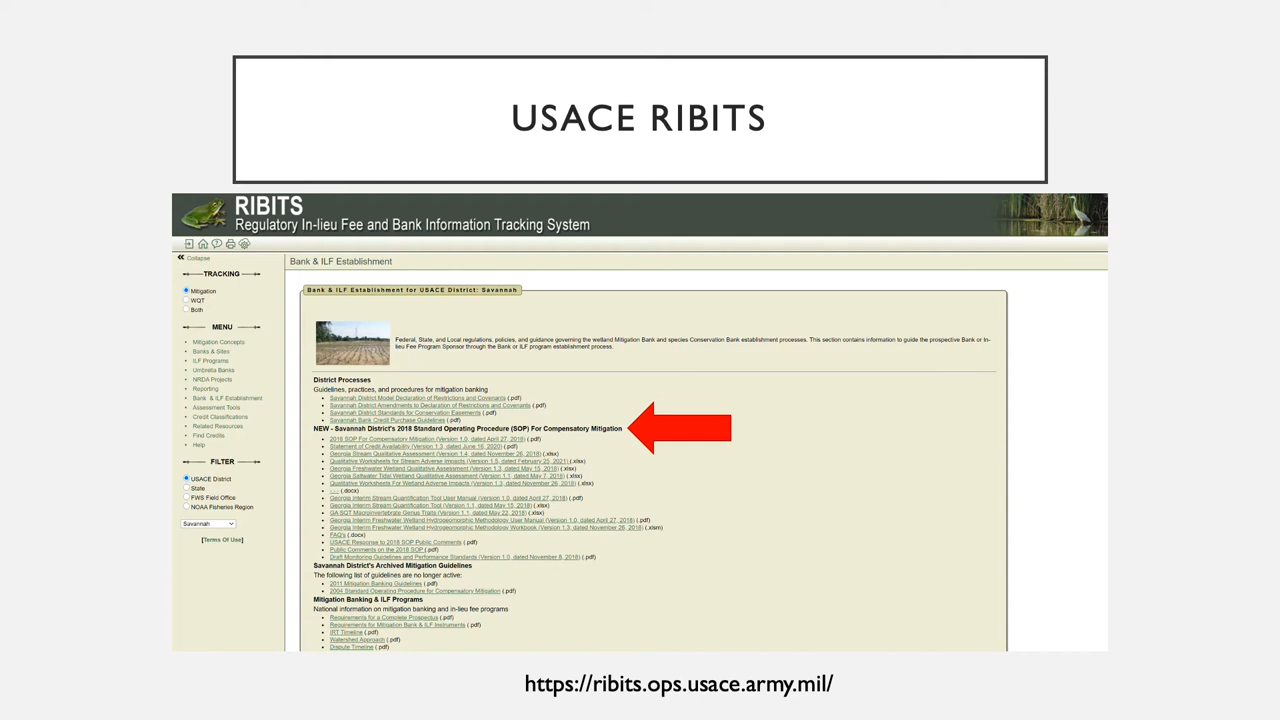 USACE RIBITS
RIBITS
Regulatory In-lieu Fee and Bank Information Tracking System
Collapse
TRACKING
Mitigation
WQT
Both
MENU
Mitigation Concepts
Banks & Sites
ILF Programs
Umbrella Banks
NRDA Projects
Reporting
Bank & ILF Establishment
Assessment Tools
Credit Classifications
Related Resources
Find Credits
Help
FILTER
USACE District
State
FWS Field Office
NOAA Fisheries Region
Savannah
[Terms Of Use]
Bank & ILF Establishment
Bank & ILF Establishment for USACE District: Savannah
Federal, State, and Local regulations, policies, and guidance governing the wetland Mitigation Bank and species Conservation Bank establishment processes. This section contains information to guide the prospective Bank or In-
lieu Fee Program Sponsor through the Bank or ILF program establishment process.
District Processes
Guidelines, practices, and procedures for mitigation banking
Savannah District Model Declaration of Restrictions and Covenants (.pdf)
Savannah District Amendments to Declaration of Restrictions and Covenants (.pdf)
Savannah District Standards for Conservation Easements (.pdf)
Savannah Bank Credit Purchase Guidelines (.pdf)
NEW - Savannah District's 2018 Standard Operating Procedure (SOP) For Compensatory Mitigation
2018 SOP For Compensatory Mitigation (Version 1.0, dated April 27, 2018) (.pdf)
Statement of Credit Availability (Version 1.3, dated June 16, 2020) (.pdf)
Georgia Stream Qualitative Assessment (Version 1.4, dated November 26, 2018) (.xlsx)
Qualitative Worksheets for Stream Adverse Impacts (Version 1.5, dated February 25, 2021) (.xlsx)
Georgia Freshwater Wetland Qualitative Assessment (Version 1.3, dated May 15, 2018) (.xlsx)
Georgia Saltwater Tidal Wetland Qualitative Assessment (Version 1.1, dated May 7, 2018) (.xlsx)
Qualitative Worksheets For Wetland Adverse Impacts (Version 1.3, dated November 26, 2018) (.xlsx)
- - - (.docx)
Georgia Interim Stream Quantification Tool User Manual (Version 1.0, dated April 27, 2018) (.pdf)
Georgia Interim Stream Quantification Tool (Version 1.1, dated May 15, 2018) (.xlsx)
GA SQT Macroinvertebrate Genus Traits (Version 1.1, dated May 22, 2018) (.xlsx)
Georgia Interim Freshwater Wetland Hydrogeomorphic Methodology User Manual (Version 1.0, dated April 27, 2018) (.pdf)
Georgia Interim Freshwater Wetland Hydrogeomorphic Methodology Workbook (Version 1.3, dated November 26, 2018) (.xlsm)
FAQ's (.docx)
USACE Response to 2018 SOP Public Comments (.pdf)
Public Comments on the 2018 SOP (.pdf)
Draft Monitoring Guidelines and Performance Standards (Version 1.0, dated November 8, 2018) (.pdf)
Savannah District's Archived Mitigation Guidelines
The following list of guidelines are no longer active:
2011 Mitigation Banking Guidelines (.pdf)
2004 Standard Operating Procedure for Compensatory Mitigation (.pdf)
Mitigation Banking & ILF Programs
National information on mitigation banking and in-lieu fee programs
Requirements for a Complete Prospectus (.pdf)
Requirements for Mitigation Bank & ILF Instruments (.pdf)
IRT Timeline (.pdf)
Watershed Approach (.pdf)
Dispute Timeline (.pdf)
https://ribits.ops.usace.army.mil/